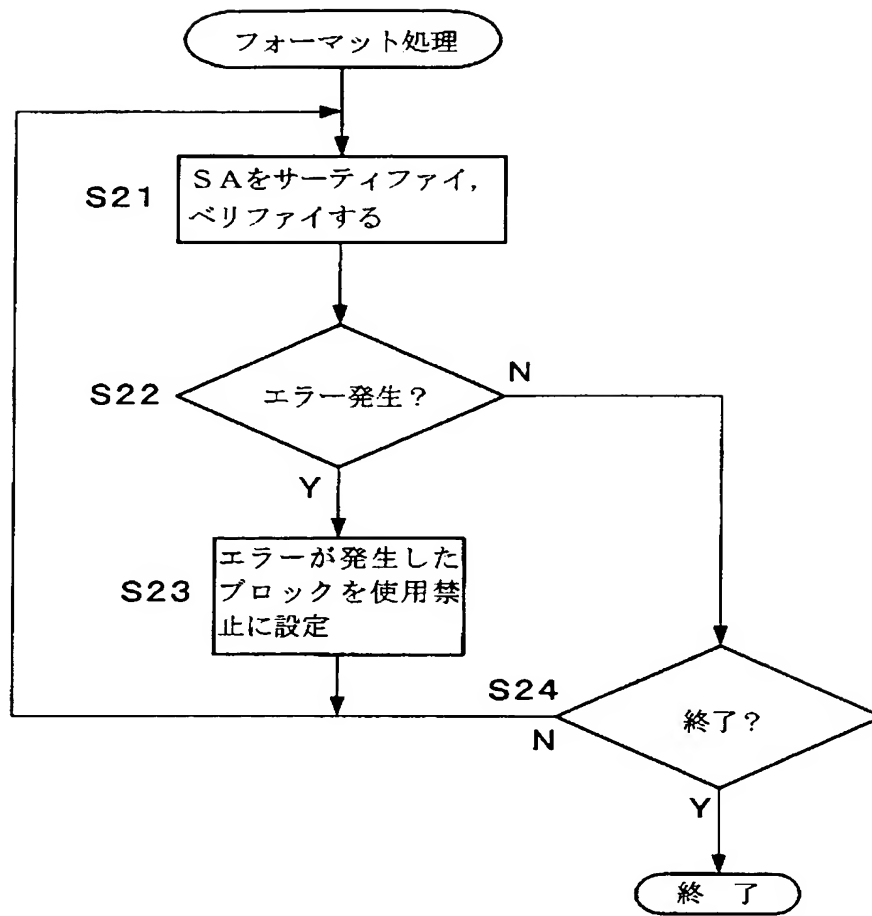 フォーマット処理
S21
SAをサーティファイ,
ベリファイする
S22
エラー発生?
N
Y
S23
エラーが発生した
ブロックを使用禁
止に設定
S24
終了?
N
Y
終 了